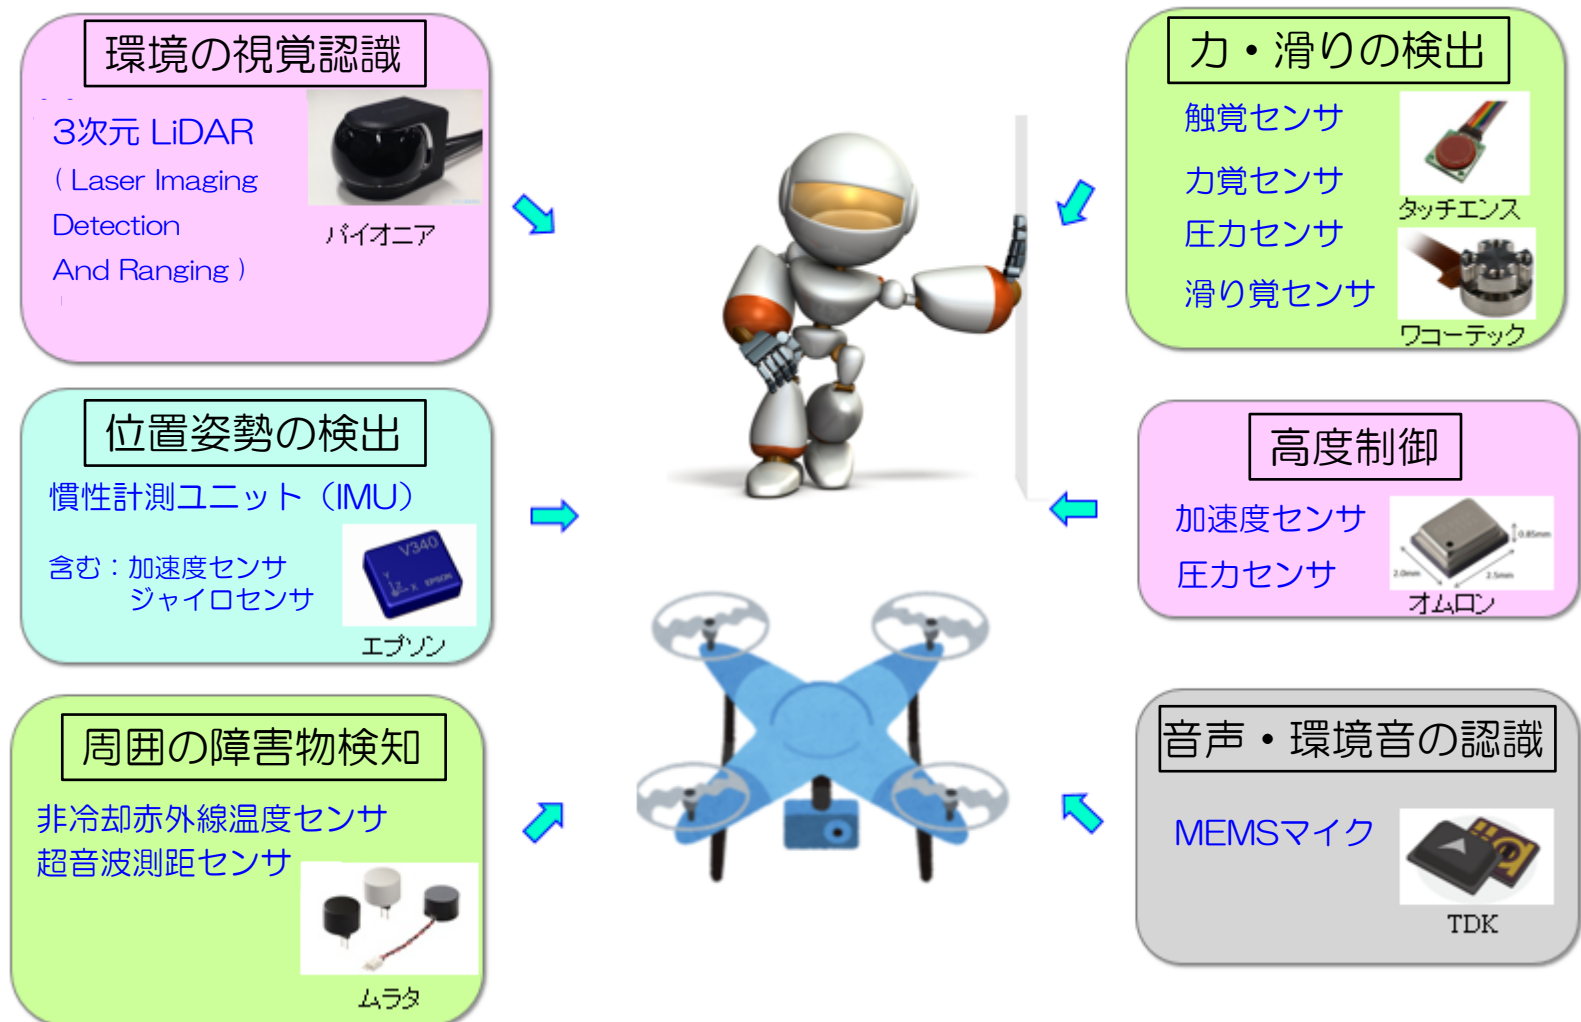 環境の視覚認識
3次元 LiDAR
( Laser Imaging
Detection
And Ranging )
パイオニア
位置姿勢の検出
慣性計測ユニット（IMU）
含む：加速度センサ
ジャイロセンサ
V340
Y
Z
X
EPSON
エプソン
周囲の障害物検知
非冷却赤外線温度センサ
超音波測距センサ
ムラタ
力・滑りの検出
触覚センサ
力覚センサ
圧力センサ
滑り覚センサ
タッチエンス
ワコーテック
高度制御
加速度センサ
圧力センサ
0.85mm
2.0mm
2.5mm
オムロン
音声・環境音の認識
MEMSマイク
TDK